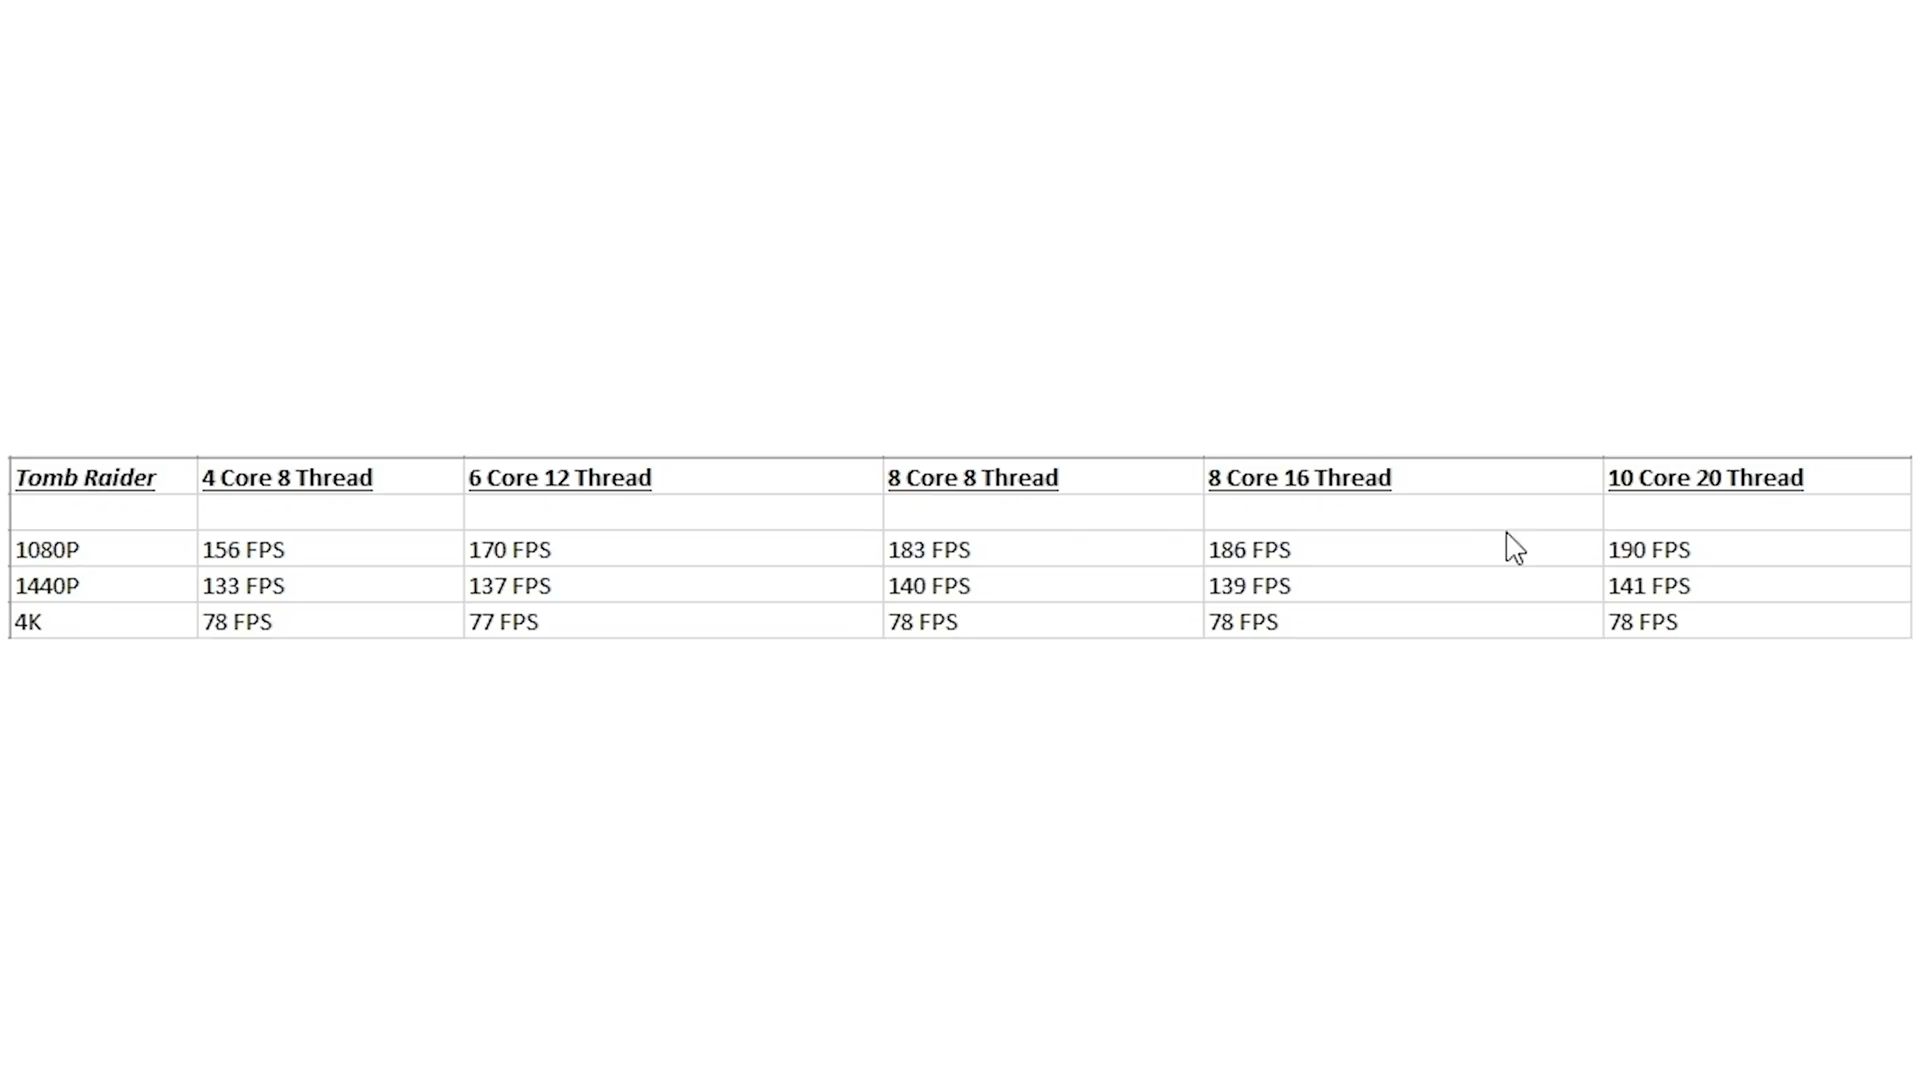 Tomb Raider 4 Core 8 Thread 6 Core 12 Thread 8 Core 8 Thread 8 Core 16 Thread 10 Core 20 Thread
1080P 156 FPS 170 FPS 183 FPS 186 FPS 190 FPS
1440P 133 FPS 137 FPS 140 FPS 139 FPS 141 FPS
4K 78 FPS 77 FPS 78 FPS 78 FPS 78 FPS